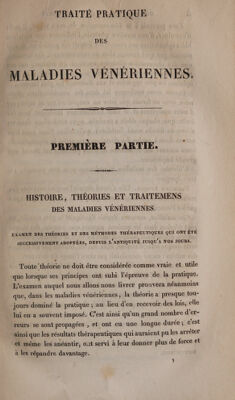 TRAITÉ PRATIQUE
DES
MALADIES VÉNÉRIENNES.
PREMIÈRE PARTIE.
HISTOIRE, THÉORIES ET TRAITEMENS
DES MALADIES VÉNÉRIENNES.
EXAMEN DES THÉORIES ET DES MÉTHODES THÉRAPEUTIQUES QUI ONT ÉTÉ
SUCCESSIVEMENT ADOPTÉES, DEPUIS L'ANTIQUITÉ JUSQU'A NOS JOURS.
Toute théorie ne doit être considérée comme vraie et utile
que lorsque ses principes ont subi l'épreuve de la pratique.
L'examen auquel nous allons nous livrer prouvera néanmoins
que, dans les maladies vénériennes, la théorie a presque tou-
jours dominé la pratique ; au lieu d'en recevoir des lois, elle
lui en a souvent imposé. C'est ainsi qu'un grand nombre d'er-
reurs se sont propagées, et ont eu une longue durée ; c'est
ainsi que les résultats thérapeutiques qui auraient pu les arrêter
et même les anéantir, ont servi à leur donner plus de force et
à les répandre davantage.
1